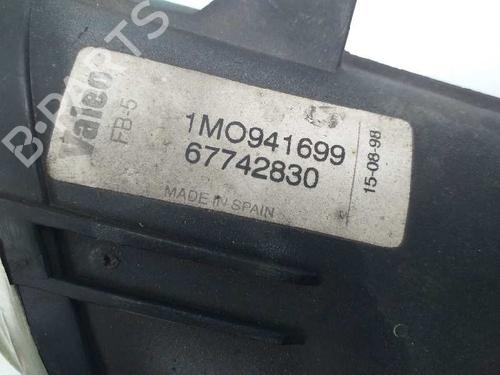 Valeo
FB-5
1MO941699
67742830
MADE IN SPAIN
15-08-98
B-PARTS